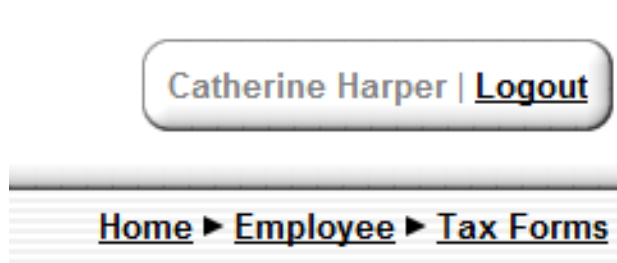 Catherine Harper | Logout
Home ▶ Employee ▶ Tax Forms